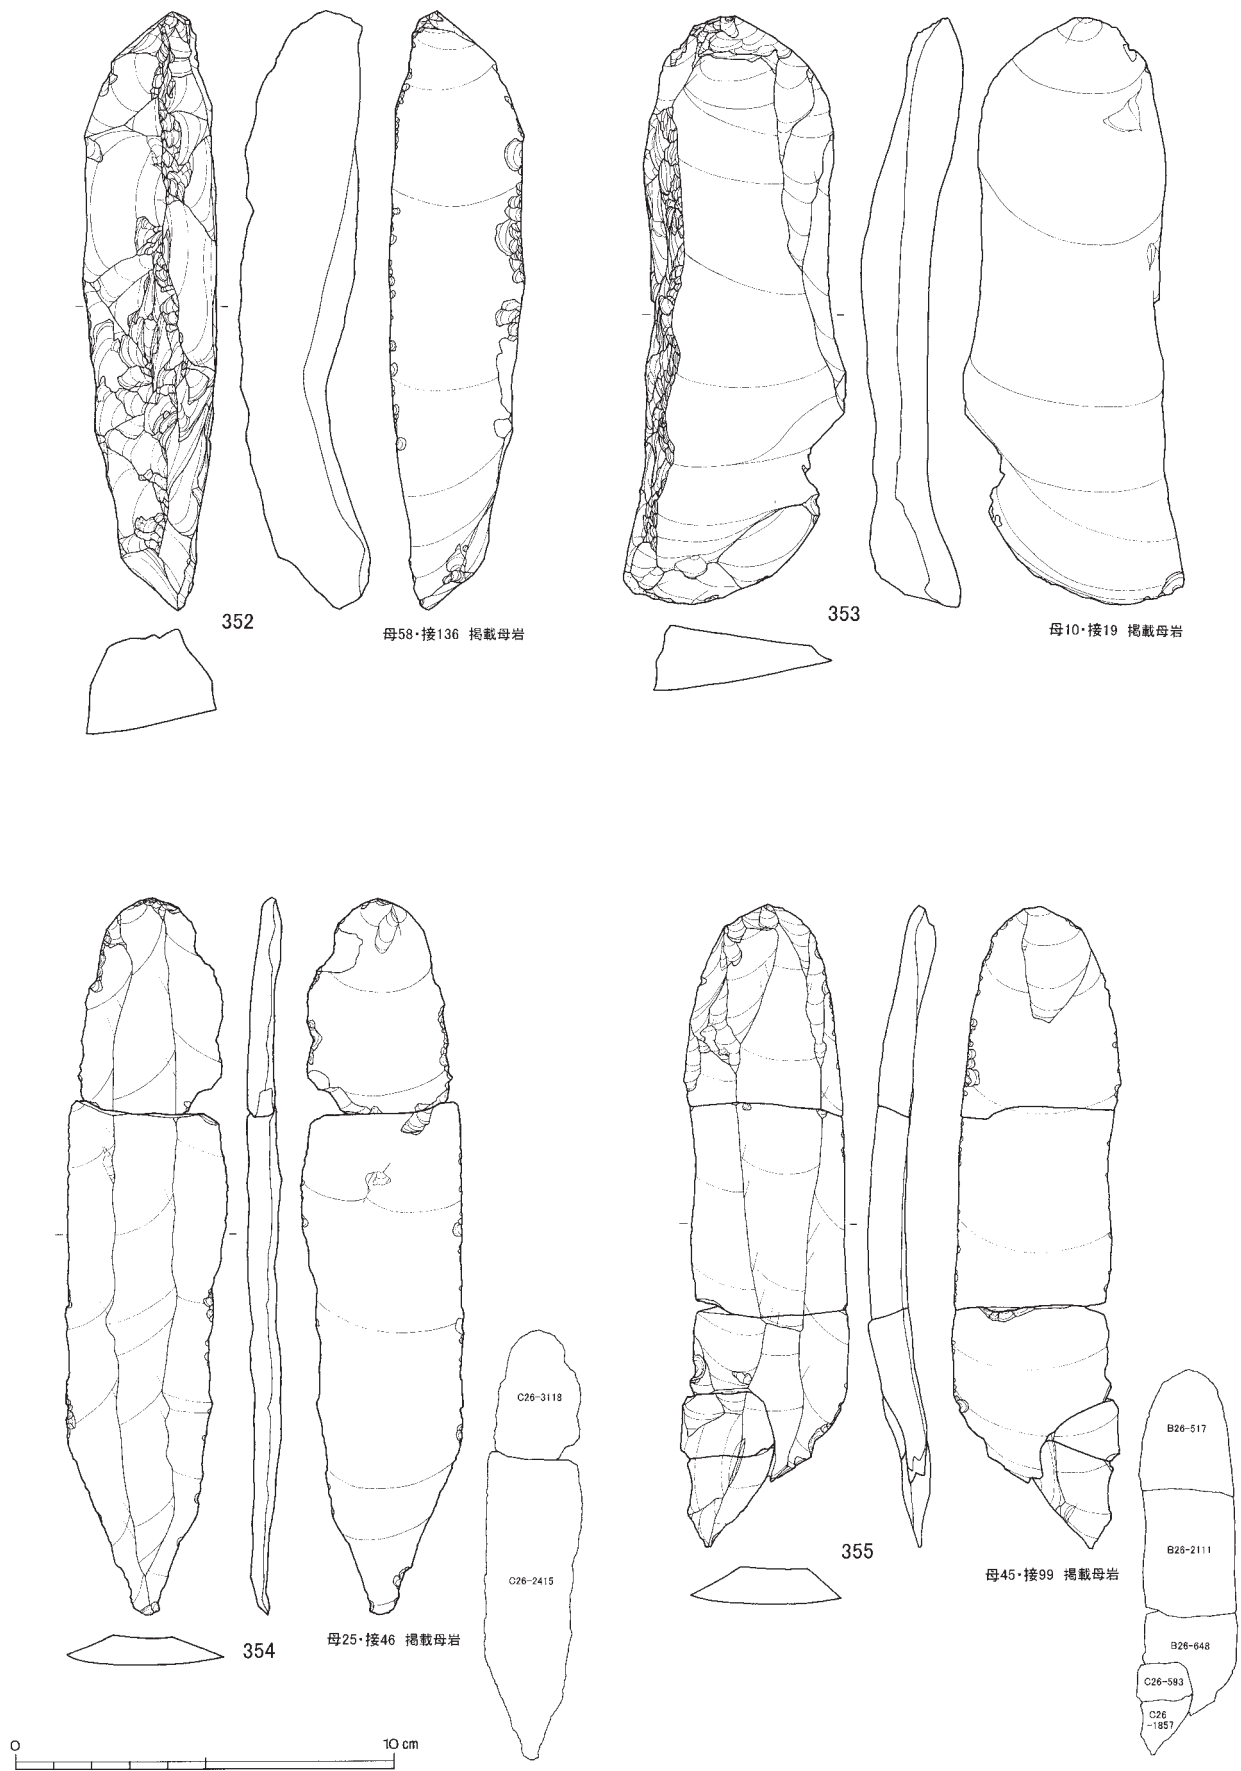 352
母58・接136 掲載母岩
353
母10・接19 掲載母岩
C26-3118
C26-2415
354
母25・接46 掲載母岩
355
母45・接99 掲載母岩
B26-517
B26-2111
B26-648
C26-593
C26
-1857
0
10cm